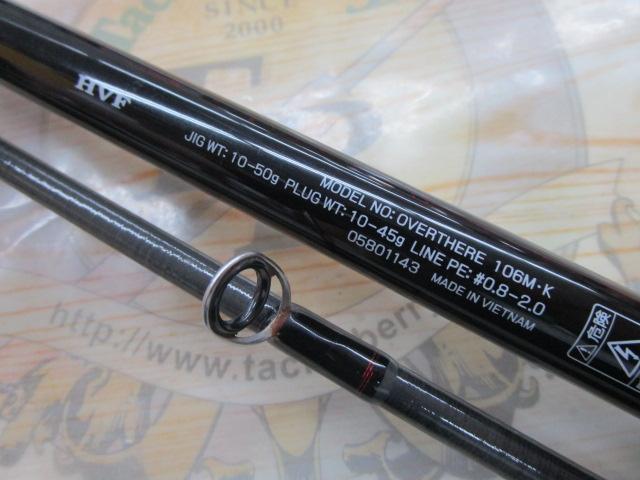 SINCE
2000
HVF
MODEL NO: OVERTHERE 106M·K
JIG WT: 10-50g PLUG WT: 10-45g LINE PE: #0.8-2.0
05801143 MADE IN VIETNAM
危険
http://www.tackleberr